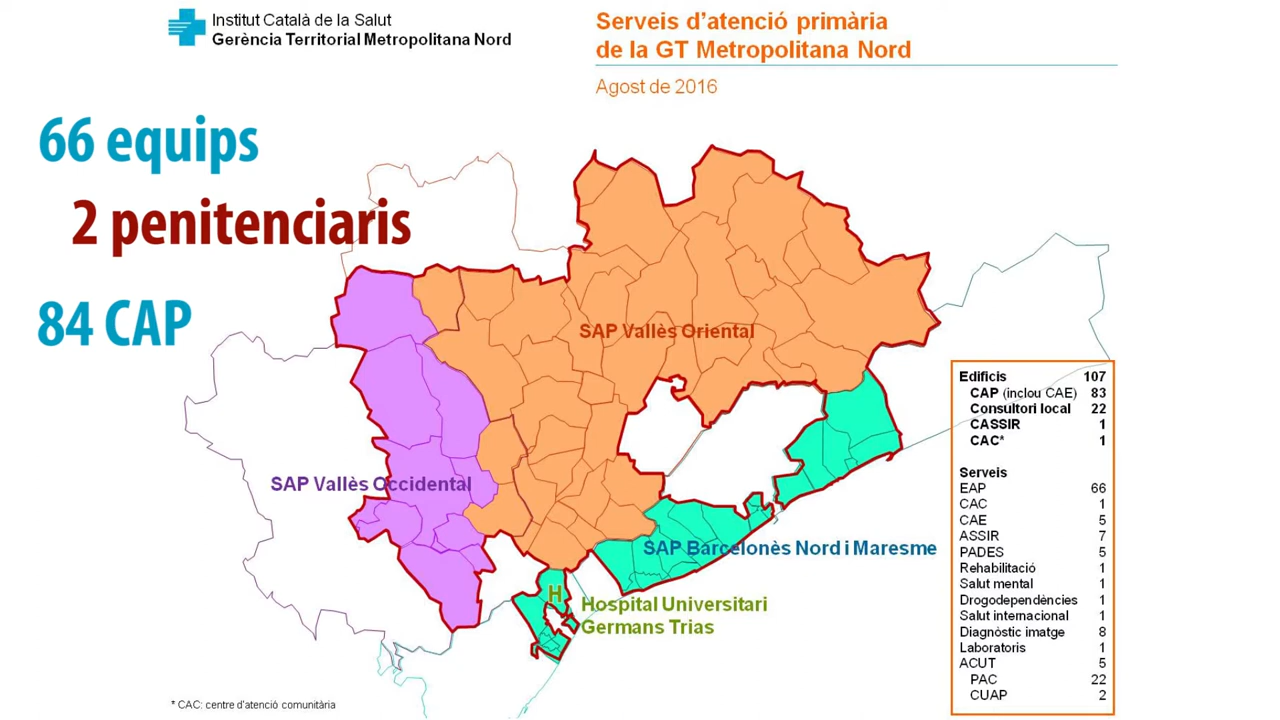 Institut Català de la Salut
Gerència Territorial Metropolitana Nord
Serveis d'atenció primària
de la GT Metropolitana Nord
Agost de 2016
66 equips
2 penitenciaris
84 CAP
SAP Vallès Oriental
SAP Vallès Occidental
SAP Barcelonès Nord i Maresme
H
Hospital Universitari
Germans Trias
Edificis 107
CAP (inclou CAE) 83
Consultori local 22
CASSIR 1
CAC* 1
Serveis
EAP 66
CAC 1
CAE 5
ASSIR 7
PADES 5
Rehabilitació 1
Salut mental 1
Drogodependències 1
Salut internacional 1
Diagnòstic imatge 8
Laboratoris 1
ACUT 5
PAC 22
CUAP 2
* CAC: centre d'atenció comunitària